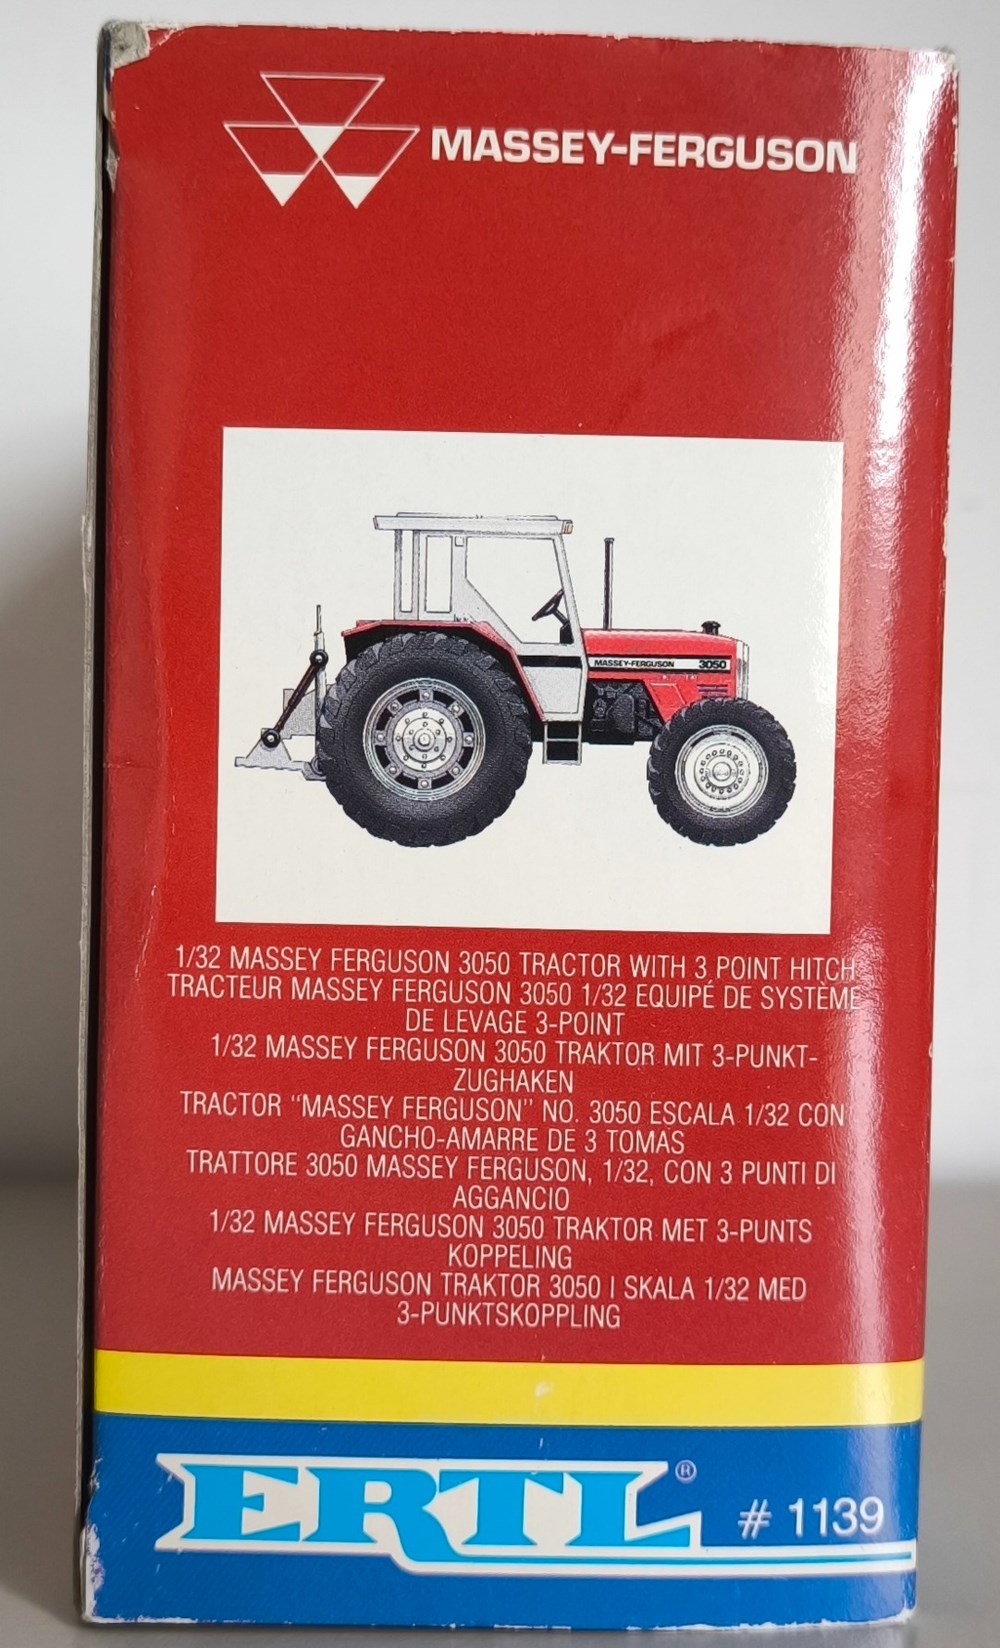 MASSEY-FERGUSON
MASSEY-FERGUSON 3050
1/32 MASSEY FERGUSON 3050 TRACTOR WITH 3 POINT HITCH
TRACTEUR MASSEY FERGUSON 3050 1/32 EQUIPÉ DE SYSTÈME
DE LEVAGE 3-POINT
1/32 MASSEY FERGUSON 3050 TRAKTOR MIT 3-PUNKT-
ZUGHAKEN
TRACTOR "MASSEY FERGUSON" NO. 3050 ESCALA 1/32 CON
GANCHO-AMARRE DE 3 TOMAS
TRATTORE 3050 MASSEY FERGUSON, 1/32, CON 3 PUNTI DI
AGGANCIO
1/32 MASSEY FERGUSON 3050 TRAKTOR MET 3-PUNTS
KOPPELING
MASSEY FERGUSON TRAKTOR 3050 I SKALA 1/32 MED
3-PUNKTSKOPPLING
ERTL® # 1139